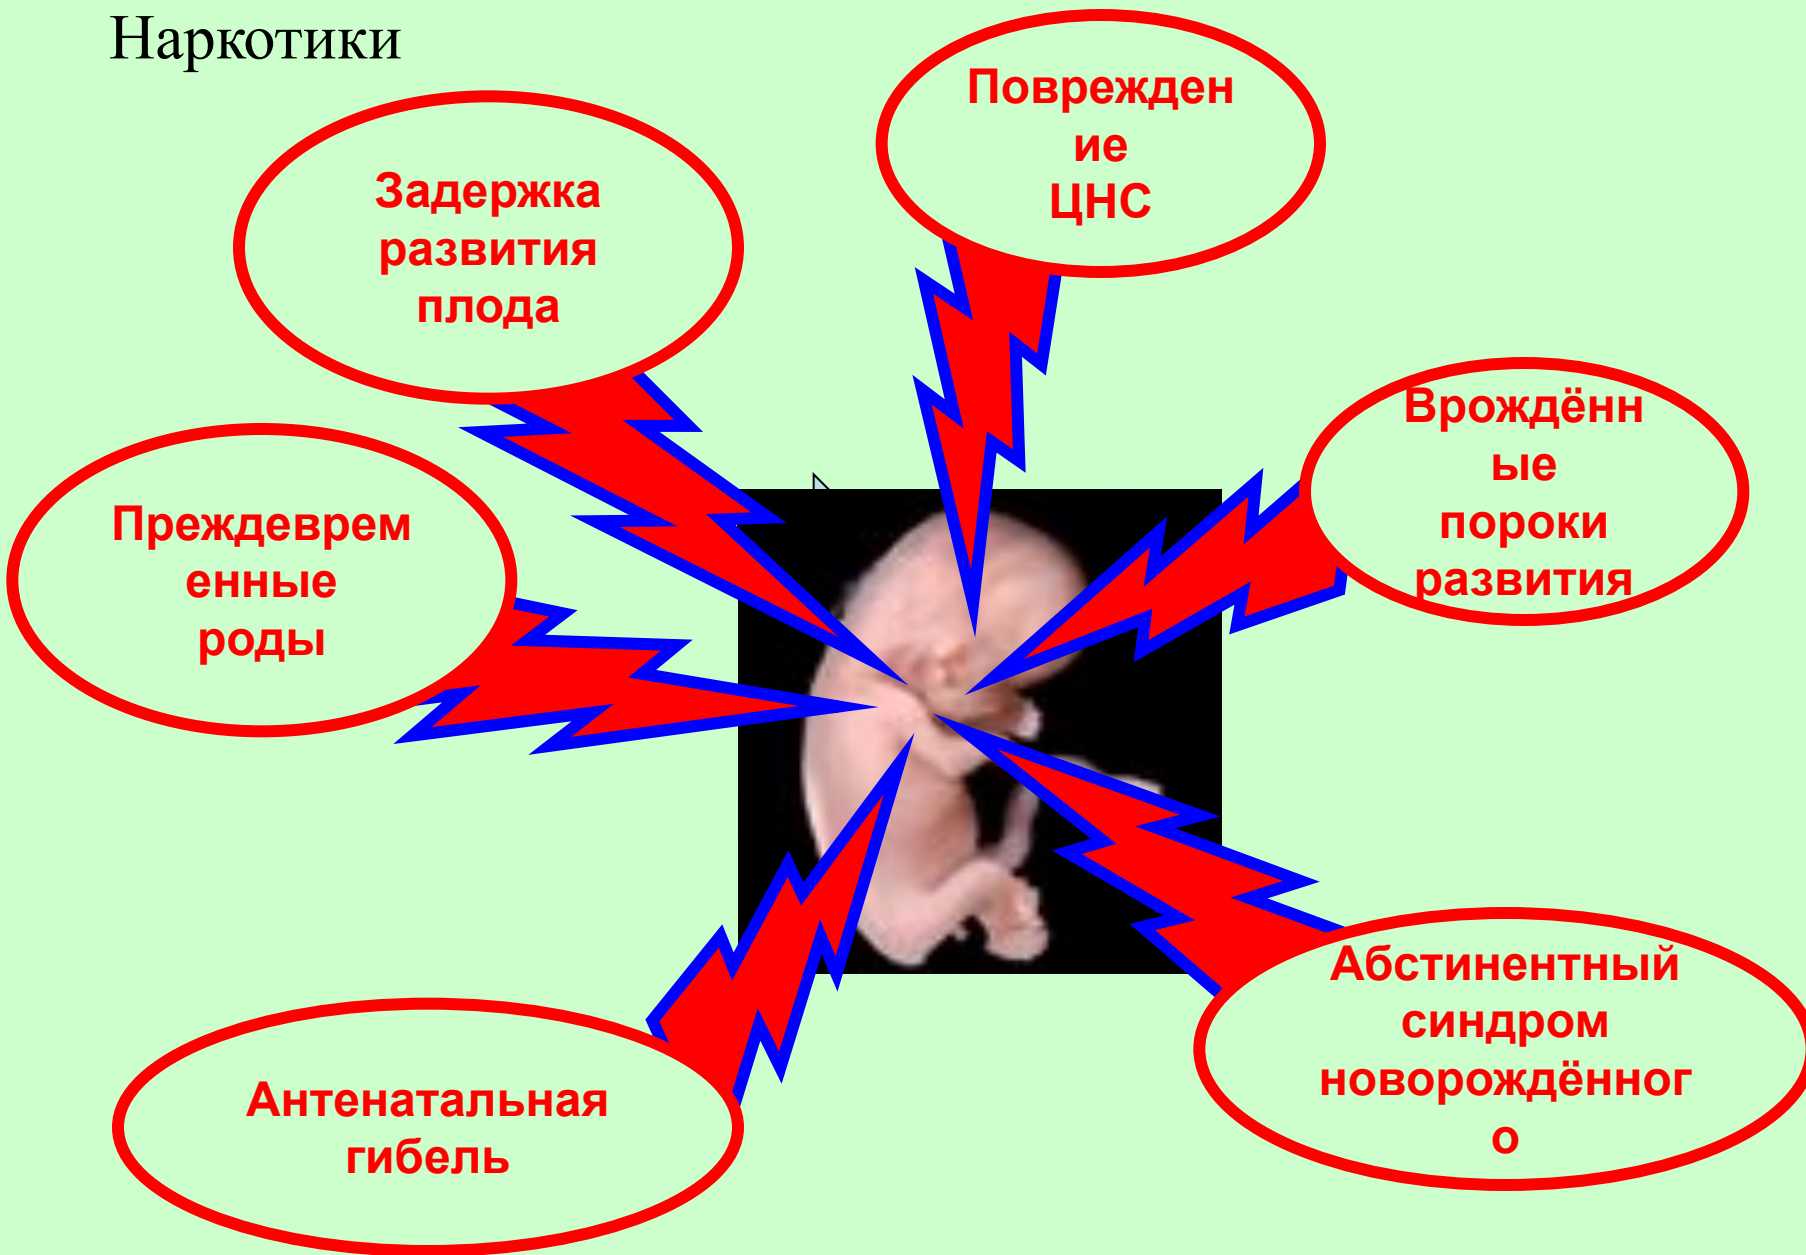 Наркотики
Поврежден
ие
ЦНС
Задержка
развития
плода
Врождённ
ые
пороки
развития
Преждеврем
енные
роды
Абстинентный
синдром
новорождённог
о
Антенатальная
гибель